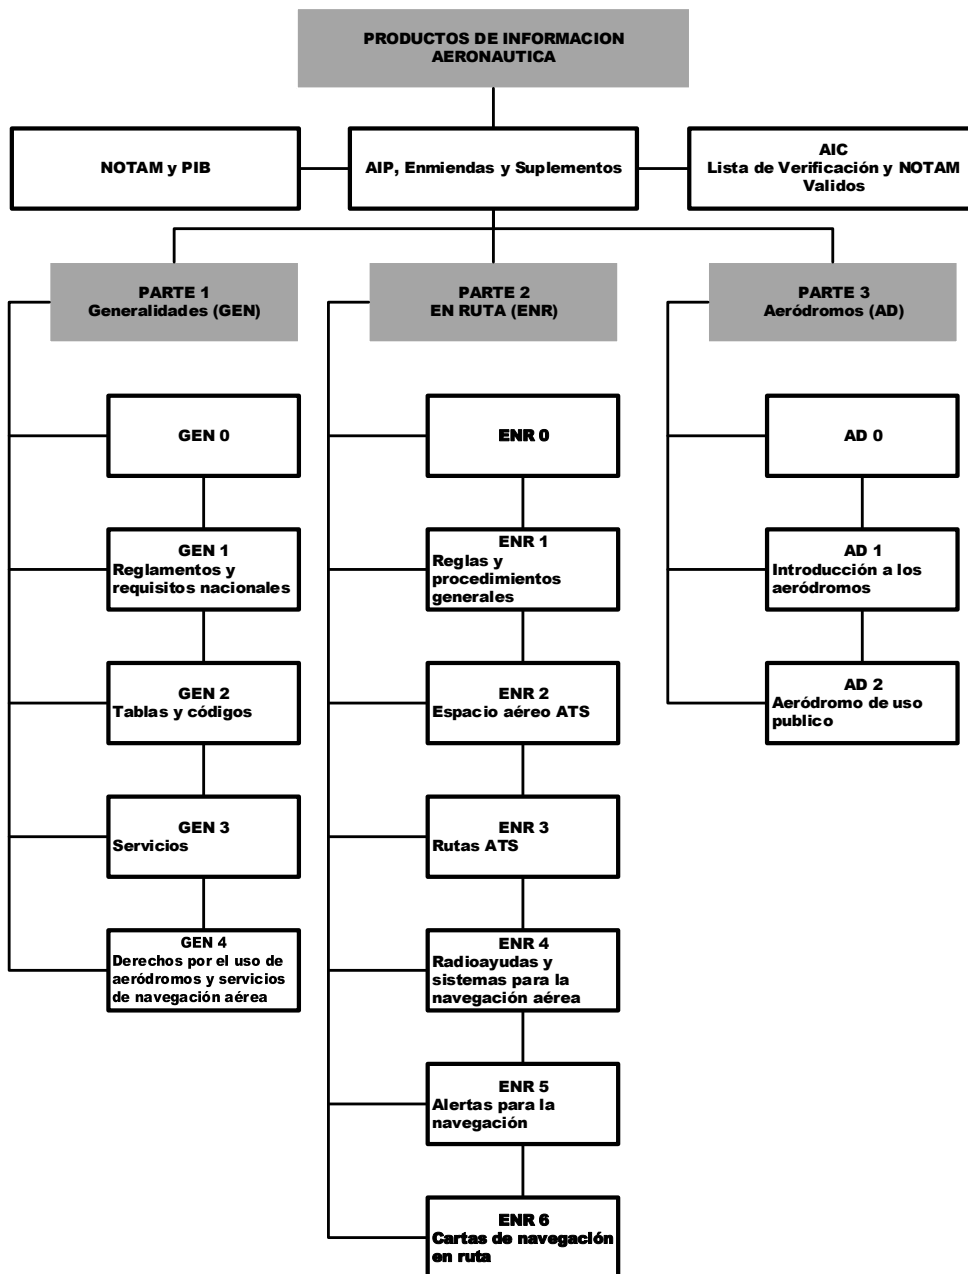 PRODUCTOS DE INFORMACION
AERONAUTICA
NOTAM y PIB
AIP, Enmiendas y Suplementos
AIC
Lista de Verificación y NOTAM
Validos
PARTE 1
Generalidades (GEN)
PARTE 2
EN RUTA (ENR)
PARTE 3
Aeródromos (AD)
GEN 0
ENR 0
AD 0
GEN 1
Reglamentos y
requisitos nacionales
ENR 1
Reglas y
procedimientos
generales
AD 1
Introducción a los
aeródromos
GEN 2
Tablas y códigos
ENR 2
Espacio aéreo ATS
AD 2
Aeródromo de uso
publico
GEN 3
Servicios
ENR 3
Rutas ATS
GEN 4
Derechos por el uso de
aeródromos y servicios
de navegación aérea
ENR 4
Radioayudas y
sistemas para la
navegación aérea
ENR 5
Alertas para la
navegación
ENR 6
Cartas de navegación
en ruta